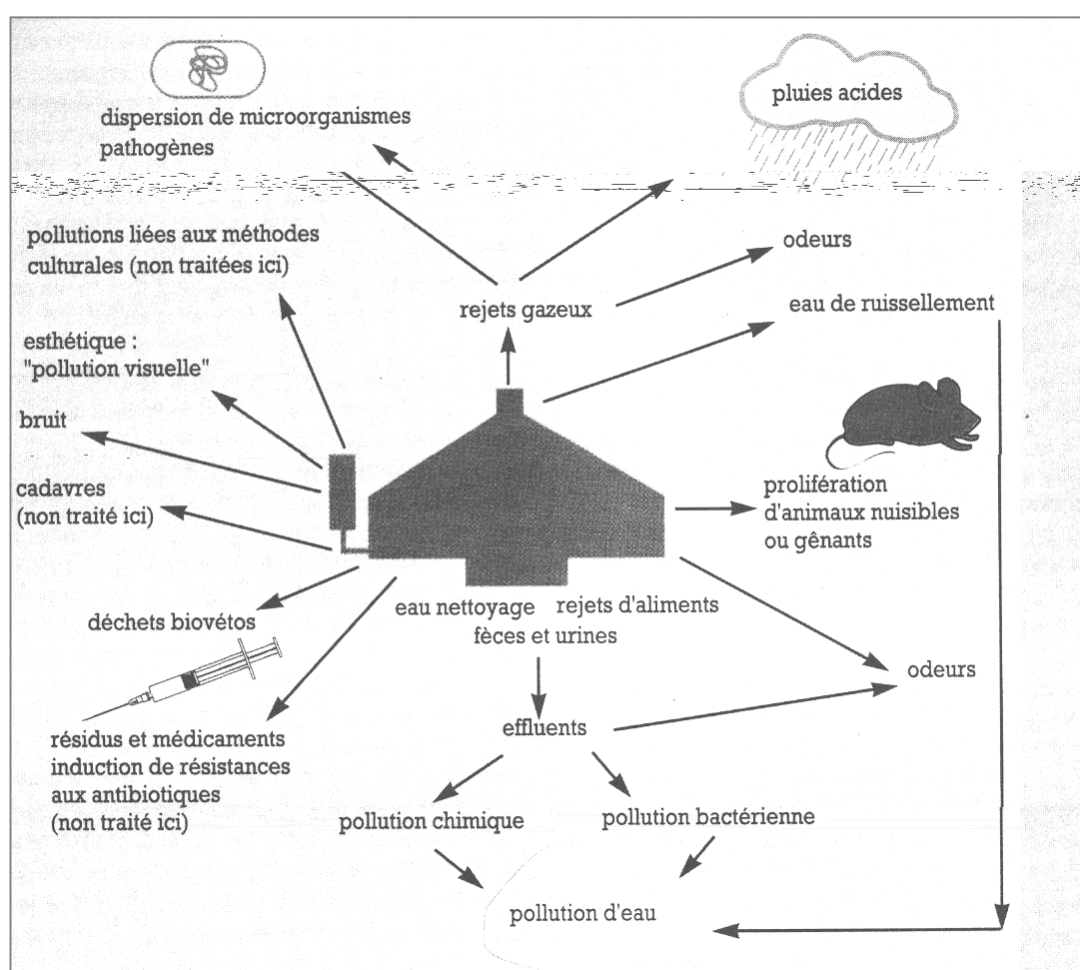 dispersion de microorganismes
pathogènes
pluies acides
pollutions liées aux méthodes
culturales (non traitées ici)
odeurs
rejets gazeux
eau de ruissellement
esthétique :
"pollution visuelle"
bruit
cadavres
(non traité ici)
prolifération
d'animaux nuisibles
ou gênants
déchets biovétos
eau nettoyage rejets d'aliments
fèces et urines
odeurs
effluents
résidus et médicaments
induction de résistances
aux antibiotiques
(non traité ici)
pollution chimique
pollution bactérienne
pollution d'eau